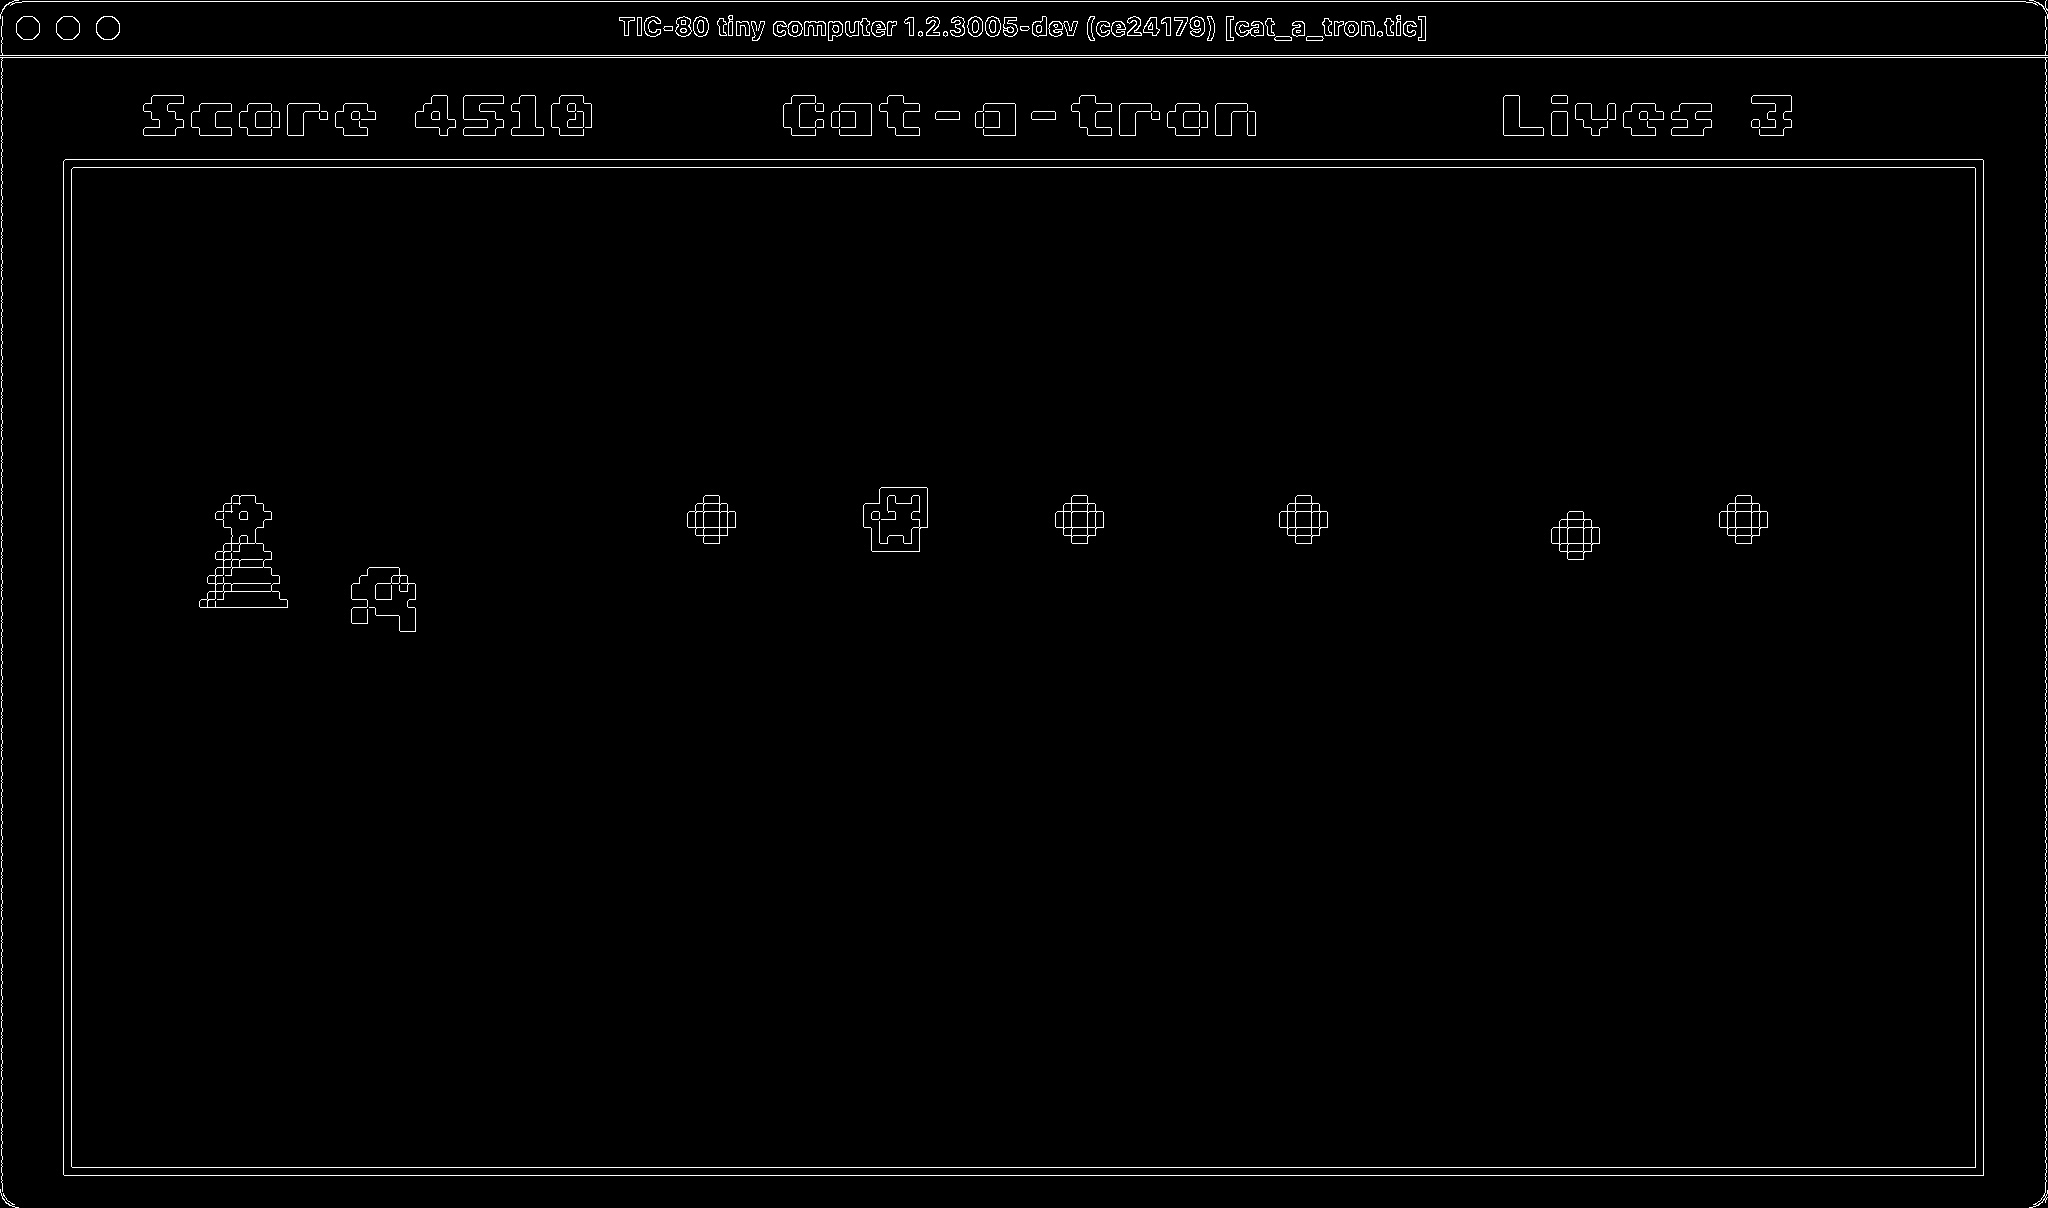 TIC-80 tiny computer 1.2.3005-dev (ce24179) [cat_a_tron.tic]
Score 4510 Cat-a-tron Lives 3